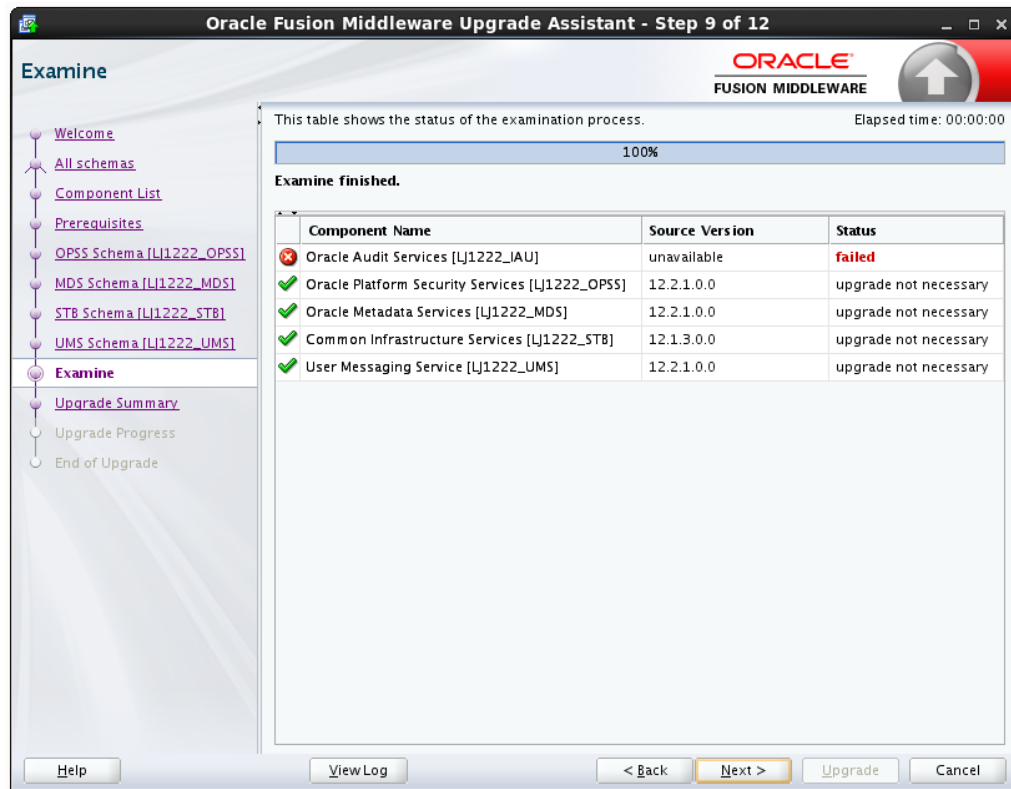 Oracle Fusion Middleware Upgrade Assistant - Step 9 of 12
Examine
ORACLE
FUSION MIDDLEWARE
Welcome
All schemas
Component List
Prerequisites
OPSS Schema [LJ1222_OPSS]
MDS Schema [LJ1222_MDS]
STB Schema [LJ1222_STB]
UMS Schema [LJ1222_UMS]
Examine
Upgrade Summary
Upgrade Progress
End of Upgrade
This table shows the status of the examination process. Elapsed time: 00:00:00
100%
Examine finished.
Component Name Source Version Status
Oracle Audit Services [LJ1222_IAU] unavailable failed
Oracle Platform Security Services [LJ1222_OPSS] 12.2.1.0.0 upgrade not necessary
Oracle Metadata Services [LJ1222_MDS] 12.2.1.0.0 upgrade not necessary
Common Infrastructure Services [LJ1222_STB] 12.1.3.0.0 upgrade not necessary
User Messaging Service [LJ1222_UMS] 12.2.1.0.0 upgrade not necessary
Help View Log < Back Next > Upgrade Cancel